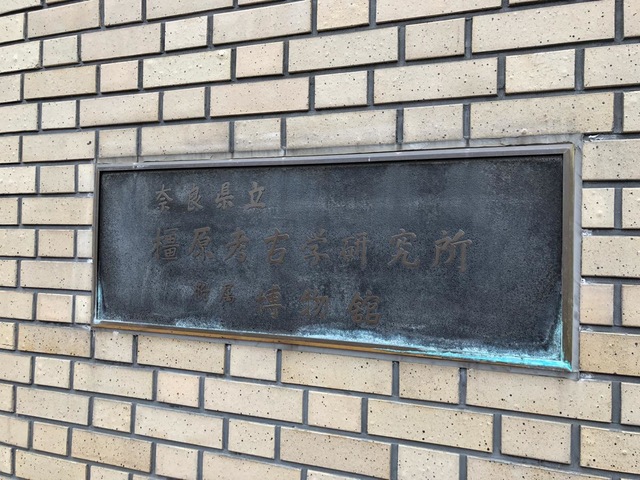 奈良県立
橿原考古学研究所
附属 博物館